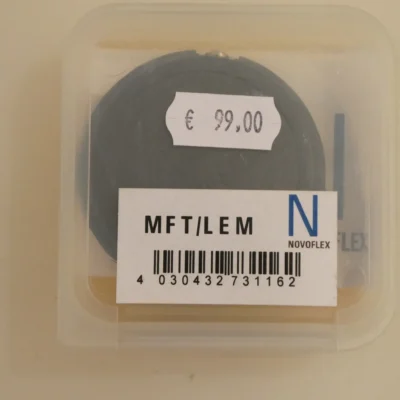 € 99,00
MFT/LEM
N
NOVOFLEX
FLEX
4 030432 731162